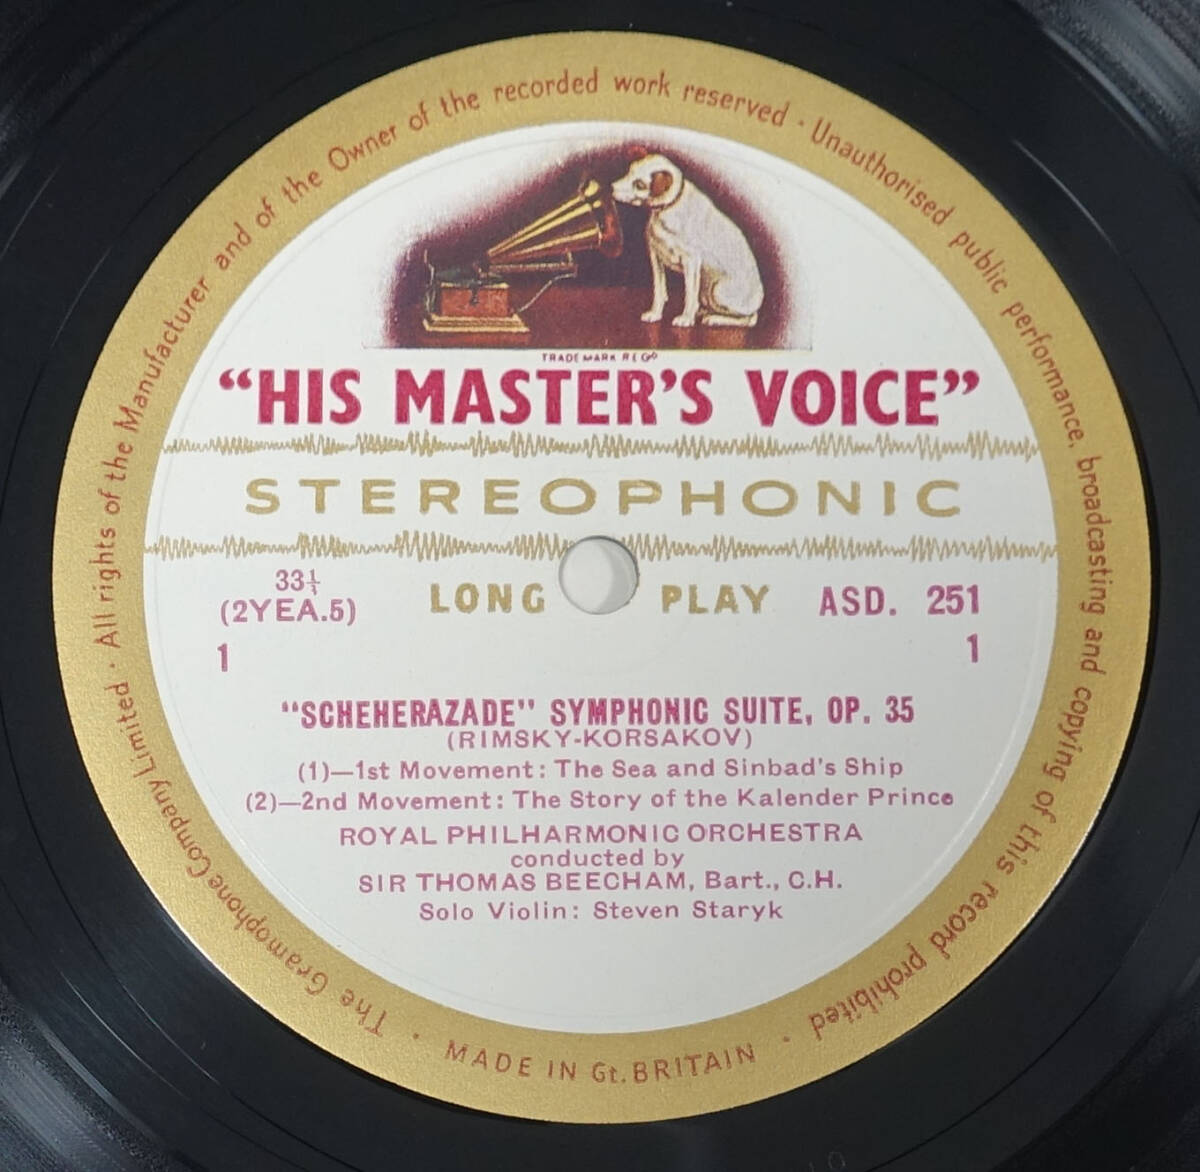 The Gramophone Company Limited · All rights of the Manufacturer and of the Owner of the recorded work reserved · Unauthorised public performance, broadcasting and copying of this record prohibited ·
TRADE MARK REGD
“HIS MASTER’S VOICE”
STEREOPHONIC
33⅓
LONG PLAY
ASD. 251
(2YEA.5)
1
1
“SCHEHERAZADE” SYMPHONIC SUITE, OP. 35
(RIMSKY-KORSAKOV)
(1)—1st Movement: The Sea and Sinbad’s Ship
(2)—2nd Movement: The Story of the Kalender Prince
ROYAL PHILHARMONIC ORCHESTRA
conducted by
SIR THOMAS BEECHAM, Bart., C.H.
Solo Violin: Steven Staryk
MADE IN Gt. BRITAIN